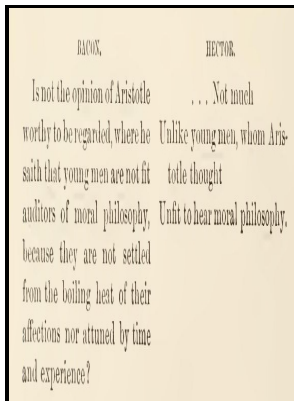 BACON.
Is not the opinion of Aristotle
worthy to be regarded, where he
saith that young men are not fit
auditors of moral philosophy,
because they are not settled
from the boiling heat of their
affections nor attuned by time
and experience?
HECTOR.
. . . Not much
Unlike young men, whom Aris-
totle thought
Unfit to hear moral philosophy.